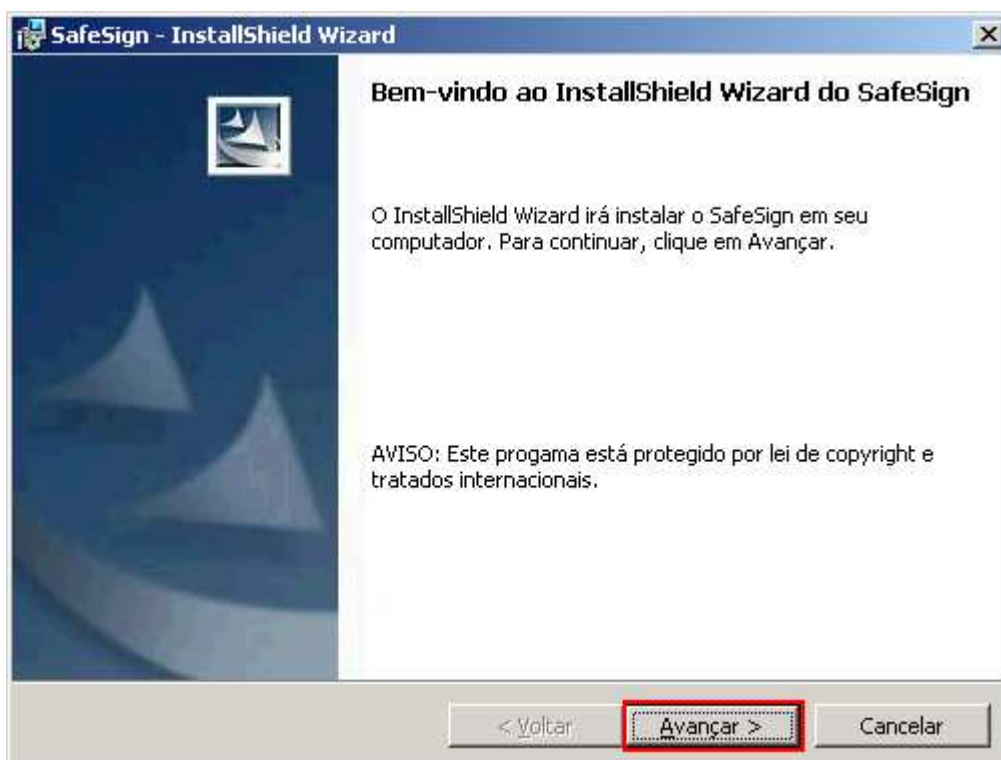 SafeSign - InstallShield Wizard
Bem-vindo ao InstallShield Wizard do SafeSign
O InstallShield Wizard irá instalar o SafeSign em seu
computador. Para continuar, clique em Avançar.
AVISO: Este progama está protegido por lei de copyright e
tratados internacionais.
< Voltar
Avançar >
Cancelar